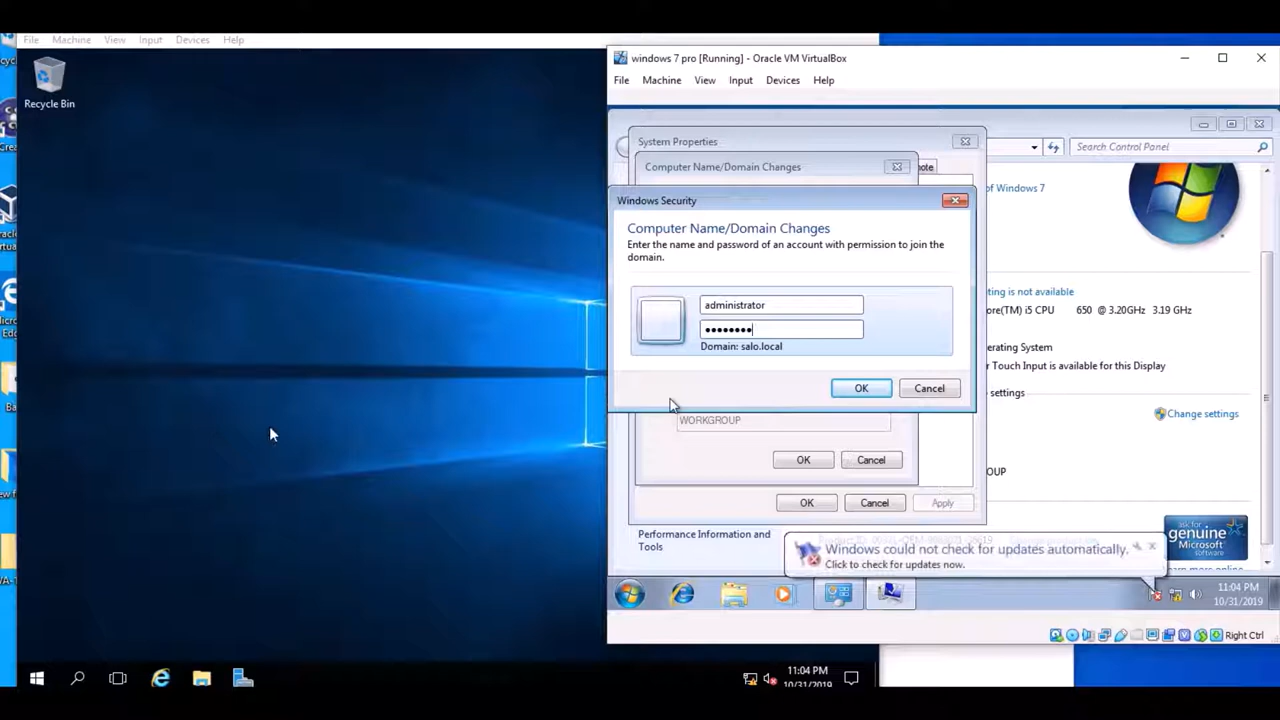 File Machine View Input Devices Help
Recycle Bin
windows 7 pro [Running] - Oracle VM VirtualBox
File Machine View Input Devices Help
Search Control Panel
System Properties
Computer Name/Domain Changes
of Windows 7
Windows Security
Computer Name/Domain Changes
Enter the name and password of an account with permission to join the
domain.
administrator
••••••••
Domain: salo.local
OK Cancel
ting is not available
ore(TM) i5 CPU 650 @ 3.20GHz 3.19 GHz
Operating System
r Touch Input is available for this Display
settings
Change settings
WORKGROUP
OK Cancel
OUP
OK Cancel Apply
Performance Information and
Tools
ask for
genuine
Microsoft
software
Windows could not check for updates automatically.
Click to check for updates now.
11:04 PM
10/31/2019
Right Ctrl
11:04 PM
10/31/2019